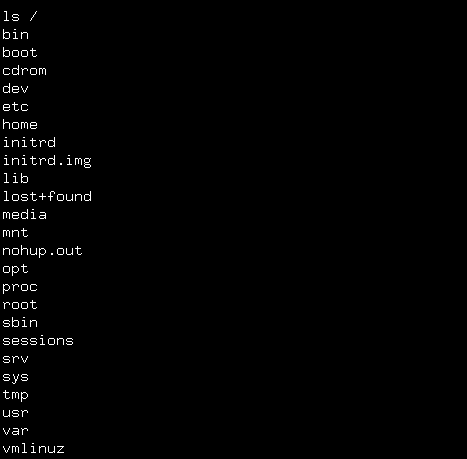 ls /
bin
boot
cdrom
dev
etc
home
initrd
initrd.img
lib
lost+found
media
mnt
nohup.out
opt
proc
root
sbin
sessions
srv
sys
tmp
usr
var
vmlinuz